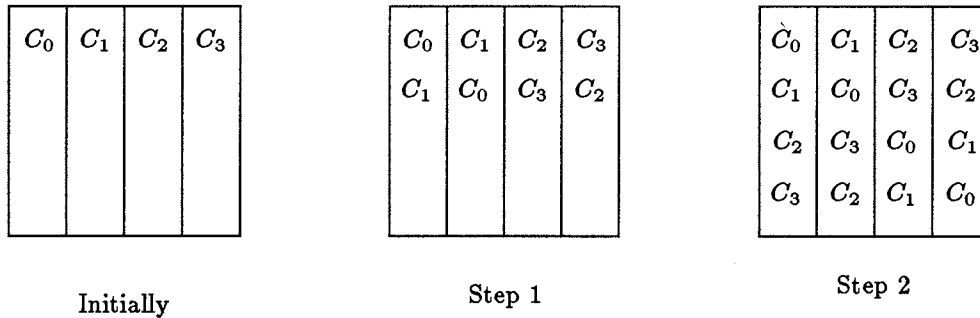 C₀ C₁ C₂ C₃
Initially
C₀ C₁ C₂ C₃
C₁ C₀ C₃ C₂
Step 1
C₀ C₁ C₂ C₃
C₁ C₀ C₃ C₂
C₂ C₃ C₀ C₁
C₃ C₂ C₁ C₀
Step 2